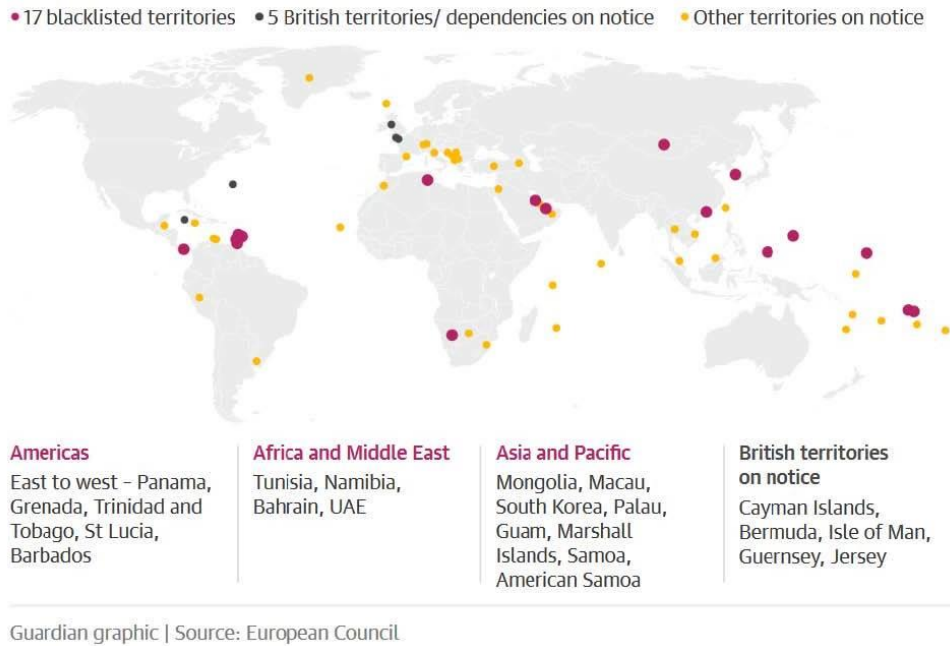 17 blacklisted territories
5 British territories/ dependencies on notice
Other territories on notice
Americas
East to west – Panama,
Grenada, Trinidad and
Tobago, St Lucia,
Barbados
Africa and Middle East
Tunisia, Namibia,
Bahrain, UAE
Asia and Pacific
Mongolia, Macau,
South Korea, Palau,
Guam, Marshall
Islands, Samoa,
American Samoa
British territories
on notice
Cayman Islands,
Bermuda, Isle of Man,
Guernsey, Jersey
Guardian graphic | Source: European Council